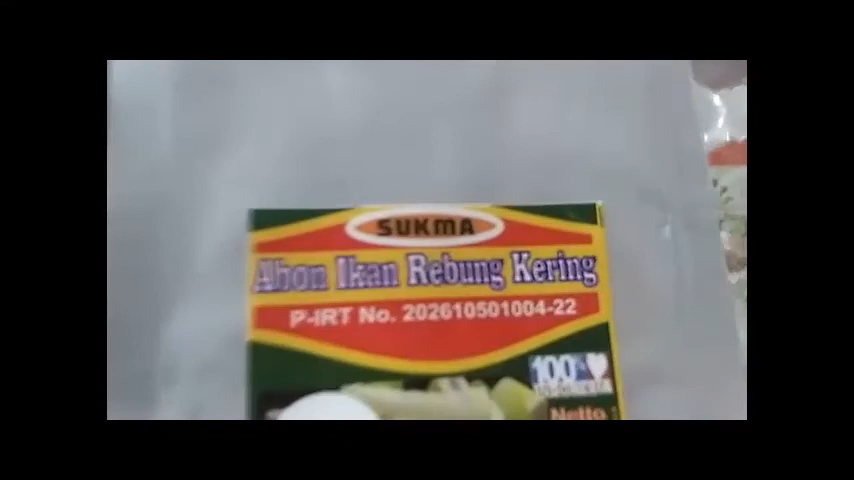 SUKMA
Abon Ikan Rebung Kering
P-IRT No. 202610501004-22
100%
Netto